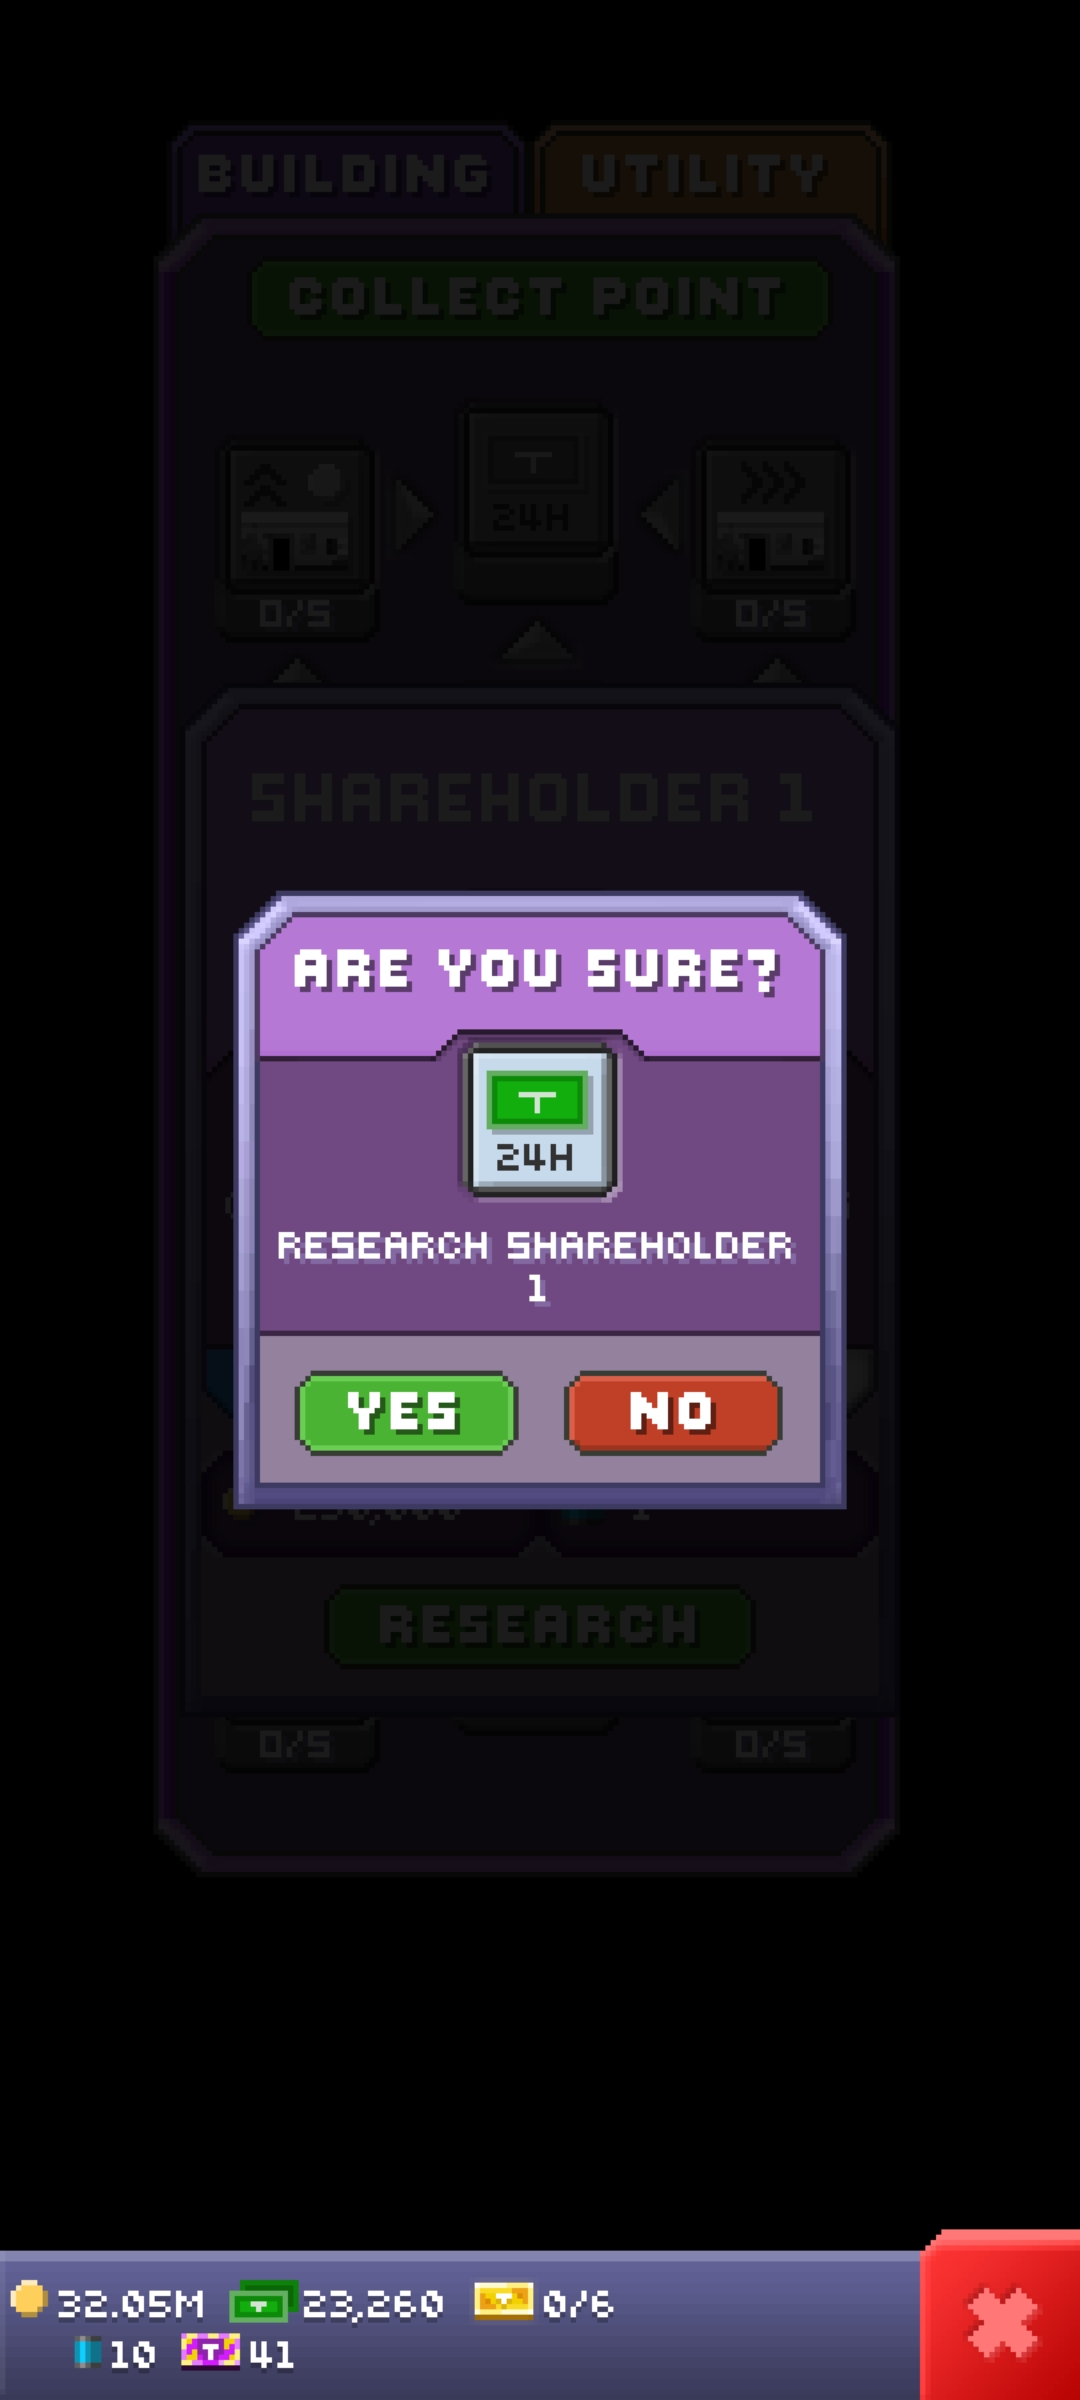 BUILDING UTILITY
COLLECT POINT
24H
0/5 0/5
SHAREHOLDER 1
ARE YOU SURE?
24H
RESEARCH SHAREHOLDER
1
YES NO
1
RESEARCH
0/5 0/5
32.05M 23,260 0/6
10 41